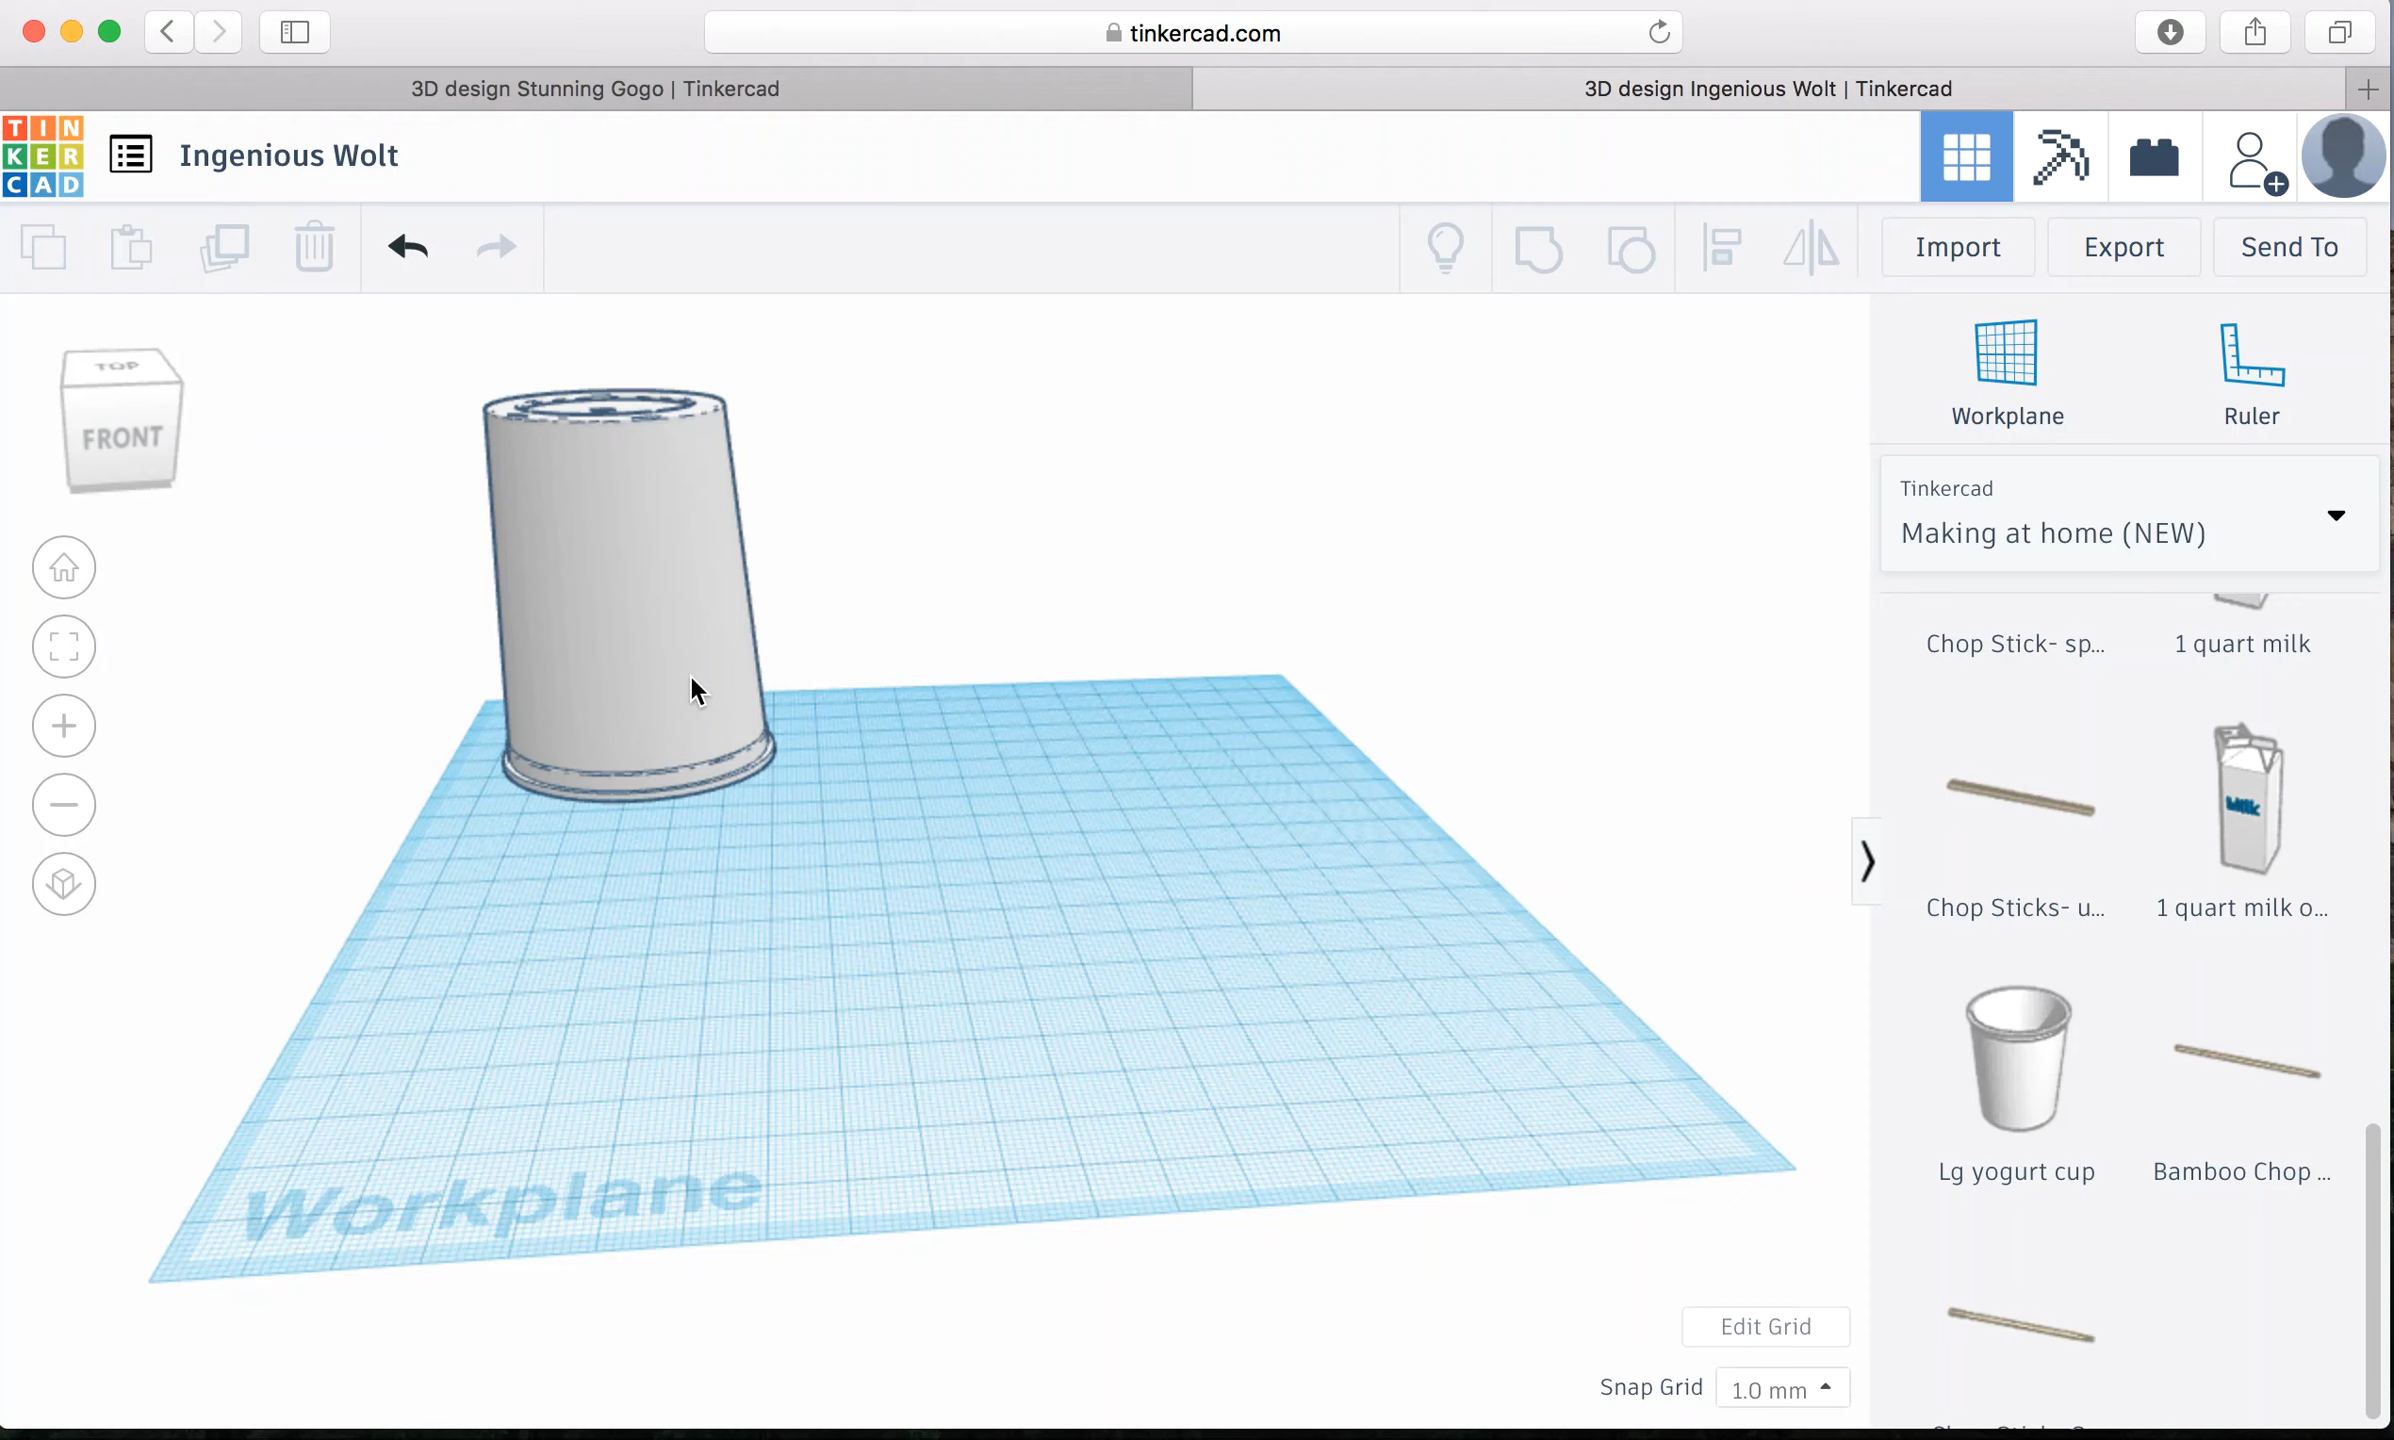 tinkercad.com
3D design Stunning Gogo | Tinkercad
3D design Ingenious Wolt | Tinkercad
TIN
KER
CAD
Ingenious Wolt
Import
Export
Send To
TOP
FRONT
Workplane
Ruler
Tinkercad
Making at home (NEW)
Chop Stick- sp...
1 quart milk
Milk
Chop Sticks- u...
1 quart milk o...
Lg yogurt cup
Bamboo Chop ...
Workplane
Edit Grid
Snap Grid
1.0 mm